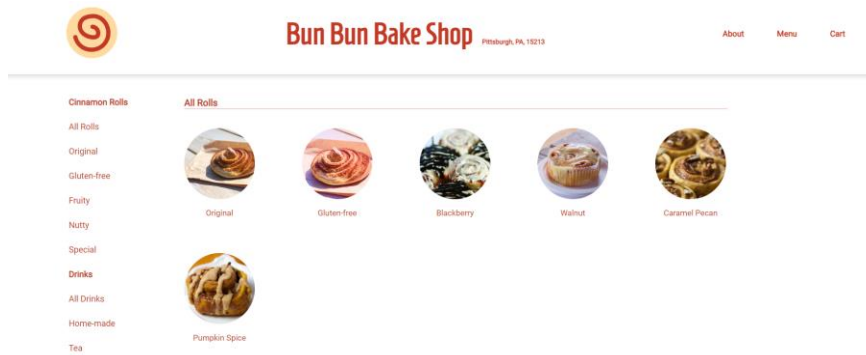 Bun Bun Bake Shop Pittsburgh, PA, 15213
About Menu Cart
Cinnamon Rolls
All Rolls
Original
Gluten-free
Fruity
Nutty
Special
Drinks
All Drinks
Home-made
Tea
All Rolls
Original Gluten-free Blackberry Walnut Caramel Pecan
Pumpkin Spice